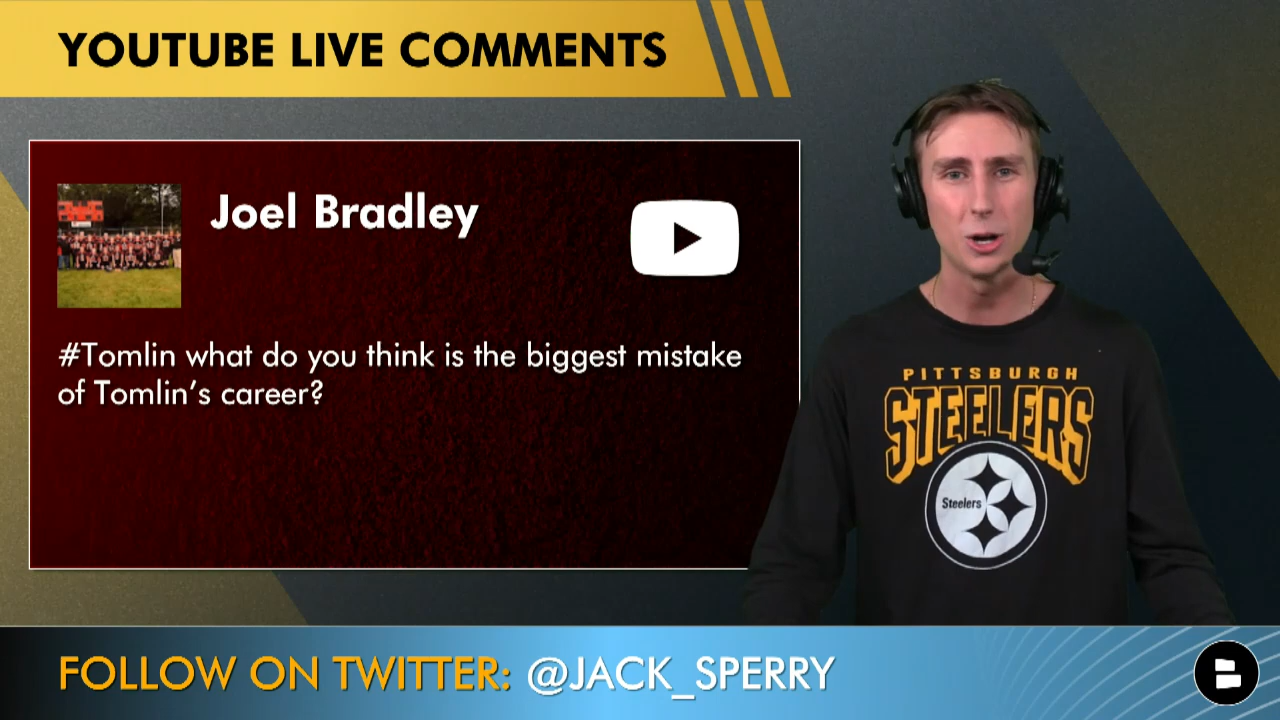 YOUTUBE LIVE COMMENTS
Joel Bradley
#Tomlin what do you think is the biggest mistake
of Tomlin's career?
PITTSBURGH
STEELERS
Steelers
FOLLOW ON TWITTER: @JACK_SPERRY